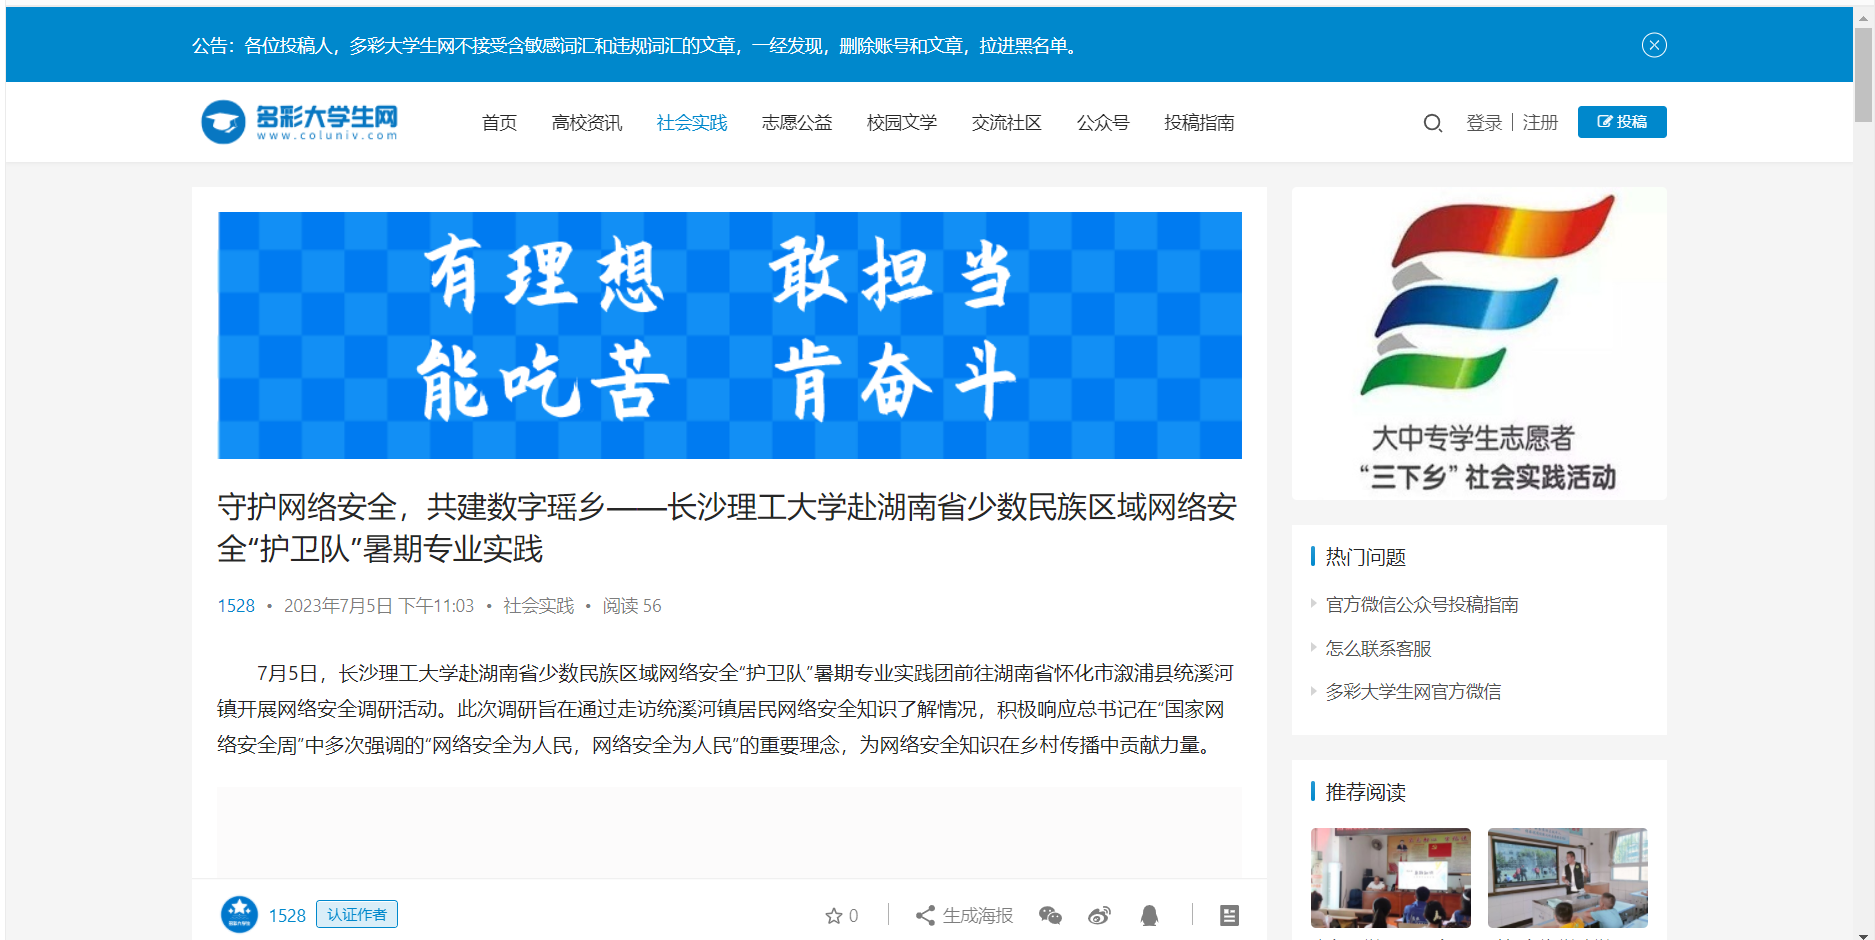 公告：各位投稿人，多彩大学生网不接受含敏感词汇和违规词汇的文章，一经发现，删除账号和文章，拉进黑名单。
多彩大学生网
www.coluniv.com
首页 高校资讯 社会实践 志愿公益 校园文学 交流社区 公众号 投稿指南
登录 注册 投稿
有理想 敢担当
能吃苦 肯奋斗
守护网络安全，共建数字瑶乡——长沙理工大学赴湖南省少数民族区域网络安
全“护卫队”暑期专业实践
1528 • 2023年7月5日 下午11:03 • 社会实践 • 阅读 56
7月5日，长沙理工大学赴湖南省少数民族区域网络安全“护卫队”暑期专业实践团前往湖南省怀化市溆浦县统溪河
镇开展网络安全调研活动。此次调研旨在通过走访统溪河镇居民网络安全知识了解情况，积极响应总书记在“国家网
络安全周”中多次强调的“网络安全为人民，网络安全为人民”的重要理念，为网络安全知识在乡村传播中贡献力量。
1528 认证作者
0 生成海报
大中专学生志愿者
“三下乡”社会实践活动
热门问题
官方微信公众号投稿指南
怎么联系客服
多彩大学生网官方微信
推荐阅读